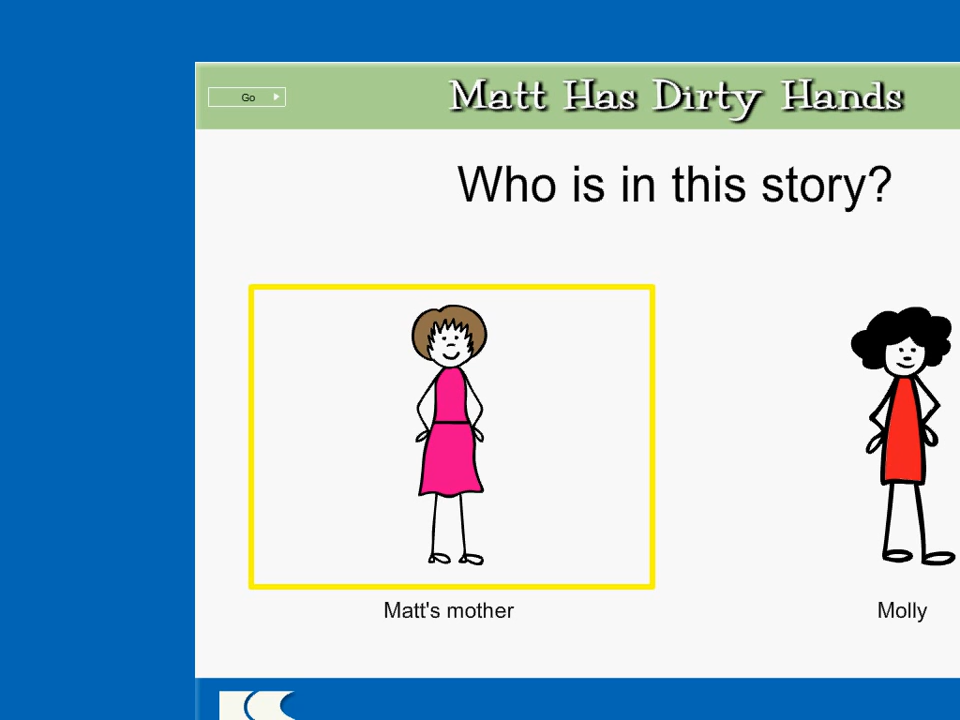 Go
Matt Has Dirty Hands
Who is in this story?
Matt's mother
Molly